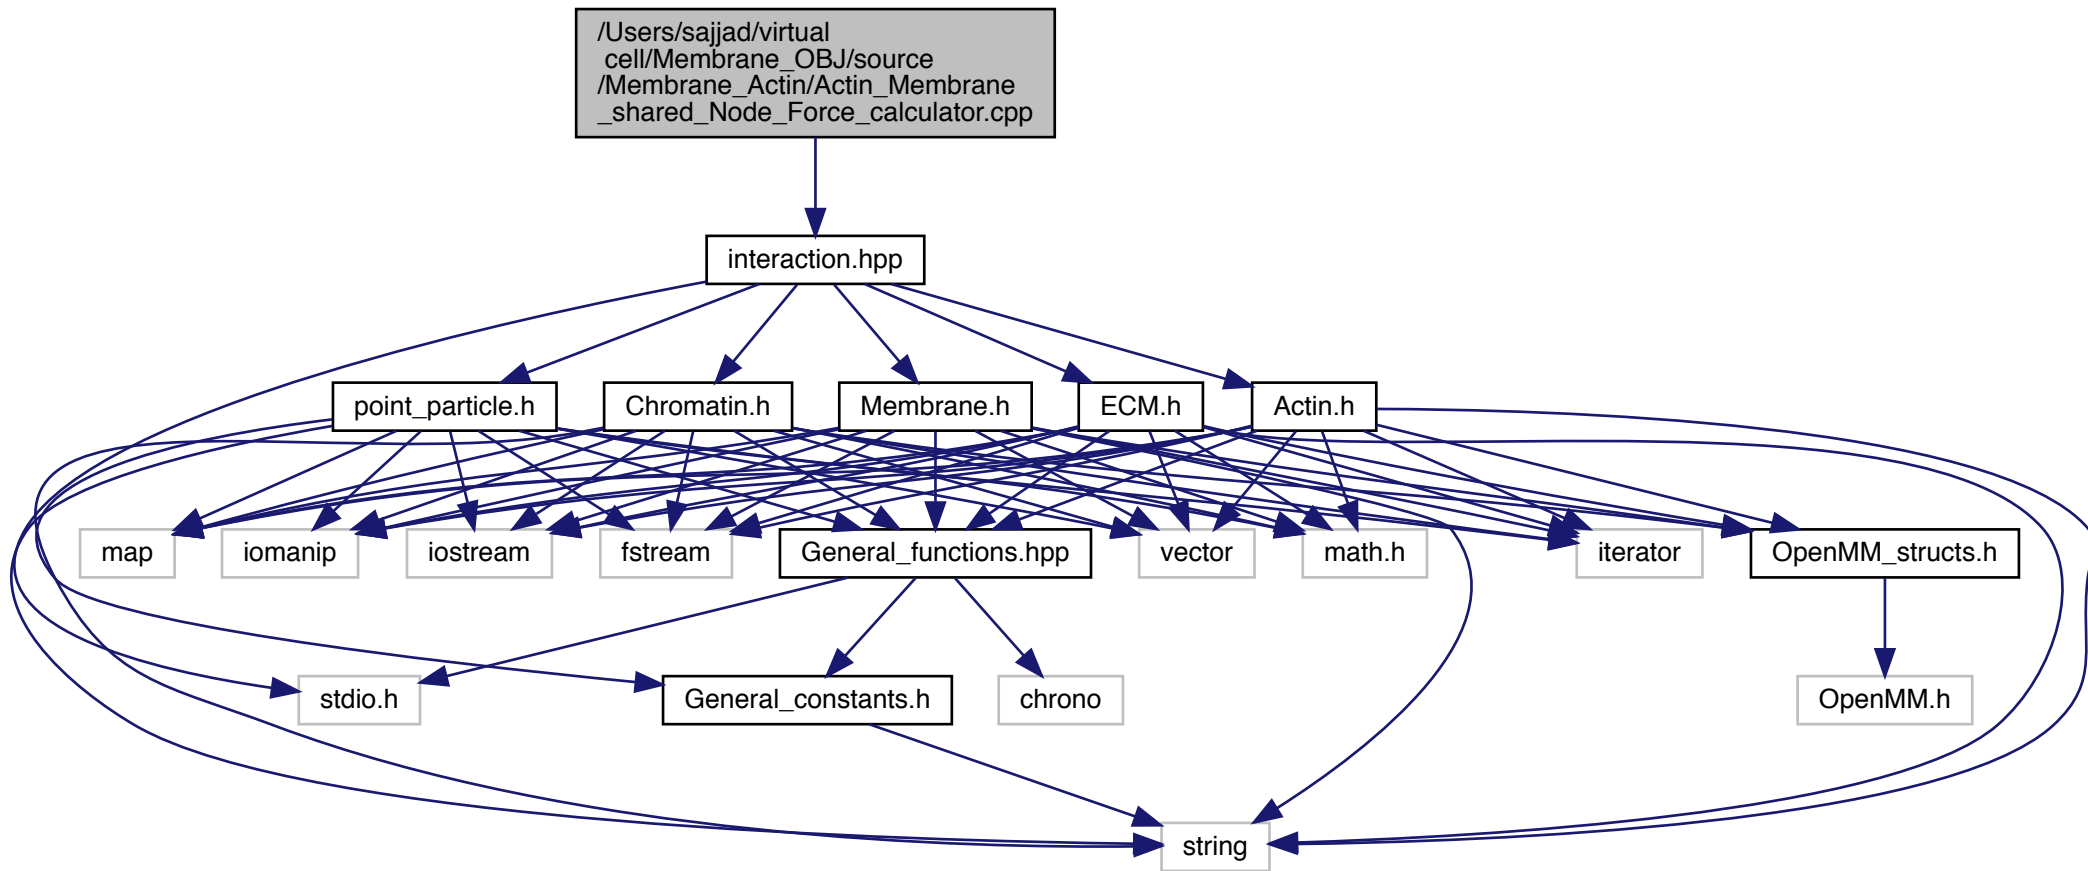 /Users/sajjad/virtual
cell/Membrane_OBJ/source
/Membrane_Actin/Actin_Membrane
_shared_Node_Force_calculator.cpp
interaction.hpp
point_particle.h
Chromatin.h
Membrane.h
ECM.h
Actin.h
map
iomanip
iostream
fstream
General_functions.hpp
vector
math.h
iterator
OpenMM_structs.h
stdio.h
General_constants.h
chrono
OpenMM.h
string